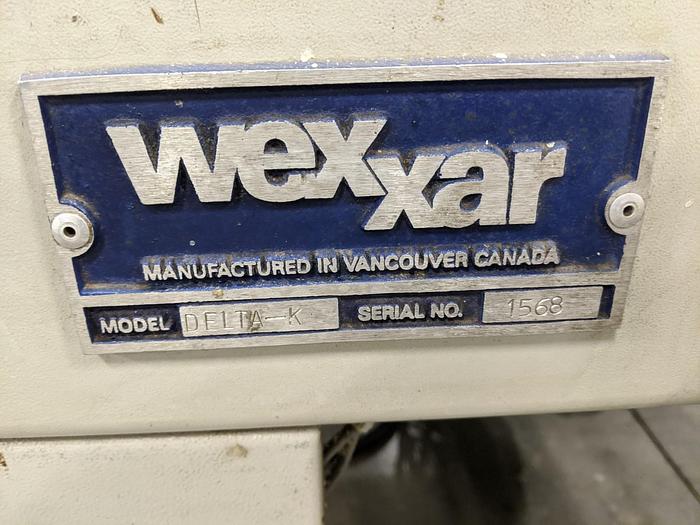 wexxar
MANUFACTURED IN VANCOUVER CANADA
MODEL DELTA-K SERIAL NO. 1568